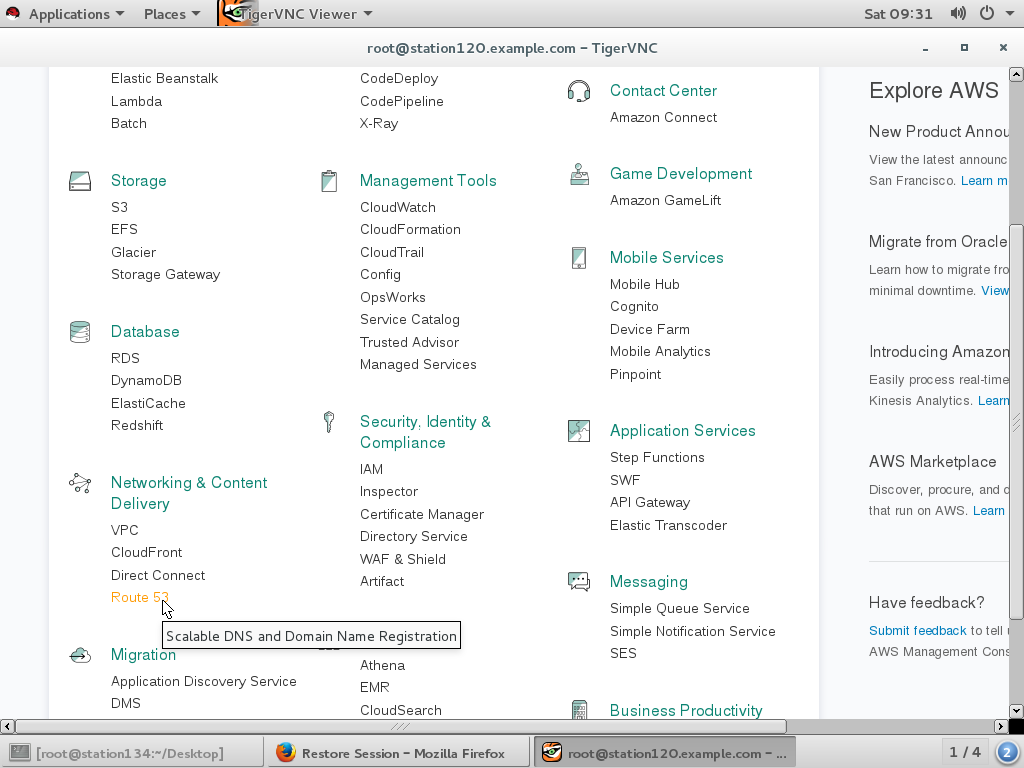 Applications
Places
TigerVNC Viewer
Sat 09:31
root@station120.example.com – TigerVNC
Elastic Beanstalk
Lambda
Batch
Storage
S3
EFS
Glacier
Storage Gateway
Database
RDS
DynamoDB
ElastiCache
Redshift
Networking & Content
Delivery
VPC
CloudFront
Direct Connect
Route 53
Scalable DNS and Domain Name Registration
Migration
Application Discovery Service
DMS
CodeDeploy
CodePipeline
X-Ray
Management Tools
CloudWatch
CloudFormation
CloudTrail
Config
OpsWorks
Service Catalog
Trusted Advisor
Managed Services
Security, Identity &
Compliance
IAM
Inspector
Certificate Manager
Directory Service
WAF & Shield
Artifact
Athena
EMR
CloudSearch
Contact Center
Amazon Connect
Game Development
Amazon GameLift
Mobile Services
Mobile Hub
Cognito
Device Farm
Mobile Analytics
Pinpoint
Application Services
Step Functions
SWF
API Gateway
Elastic Transcoder
Messaging
Simple Queue Service
Simple Notification Service
SES
Business Productivity
Explore AWS
New Product Annou
View the latest announc
San Francisco. Learn m
Migrate from Oracle
Learn how to migrate fro
minimal downtime. View
Introducing Amazon
Easily process real-time
Kinesis Analytics. Learn
AWS Marketplace
Discover, procure, and d
that run on AWS. Learn
Have feedback?
Submit feedback to tell
AWS Management Cons
[root@station134:~/Desktop]
Restore Session – Mozilla Firefox
root@station120.example.com – ...
1 / 4
2